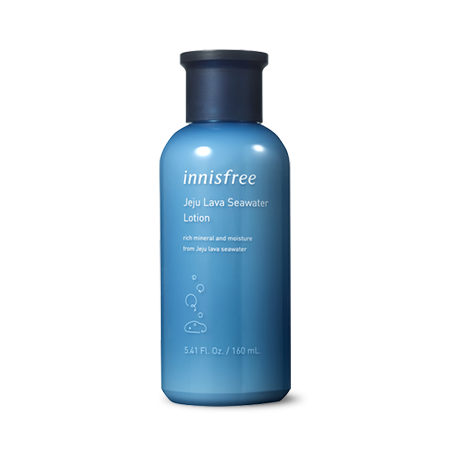 innisfree
Jeju Lava Seawater
Lotion
rich mineral and moisture
from Jeju lava seawater
5.41 Fl. Oz. / 160 mL.